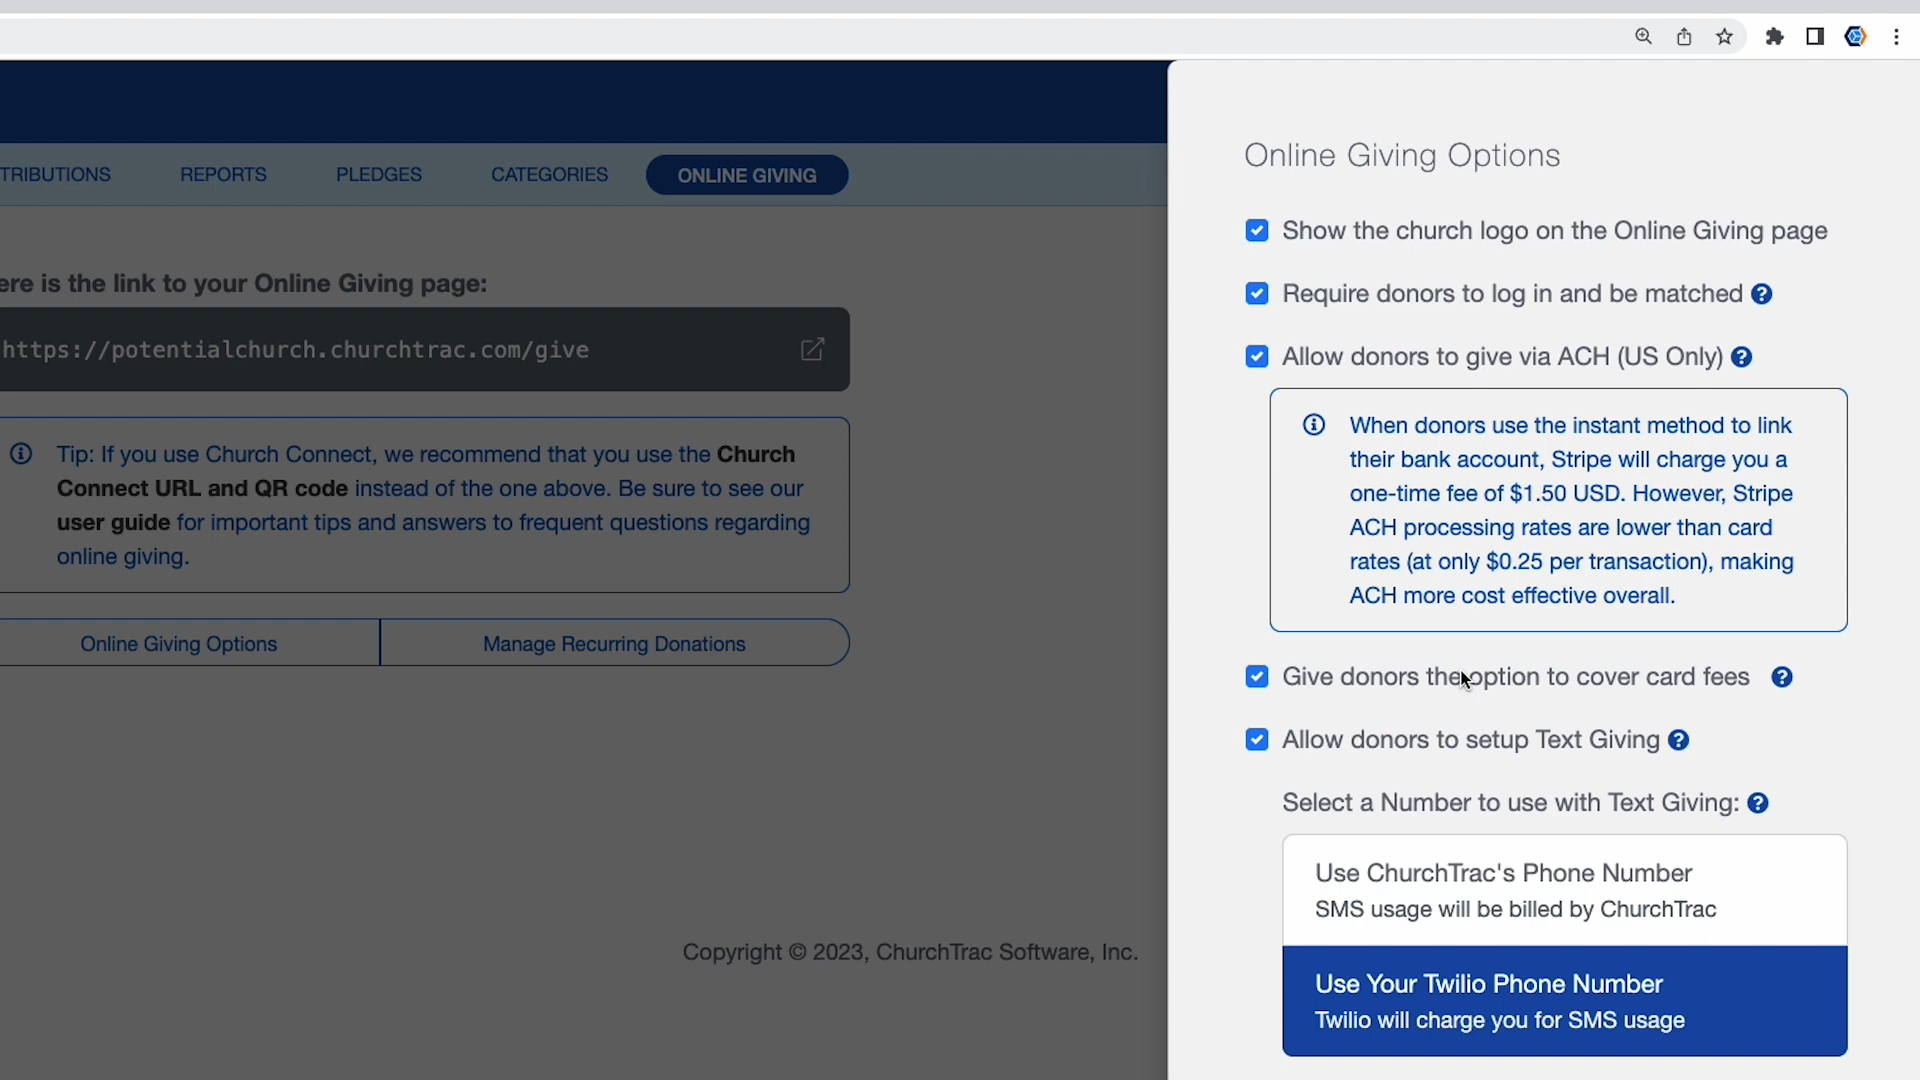 TRIBUTIONS REPORTS PLEDGES CATEGORIES ONLINE GIVING
ere is the link to your Online Giving page:
https://potentialchurch.churchtrac.com/give
Tip: If you use Church Connect, we recommend that you use the Church
Connect URL and QR code instead of the one above. Be sure to see our
user guide for important tips and answers to frequent questions regarding
online giving.
Online Giving Options Manage Recurring Donations
Copyright © 2023, ChurchTrac Software, Inc.
Online Giving Options
Show the church logo on the Online Giving page
Require donors to log in and be matched
Allow donors to give via ACH (US Only)
When donors use the instant method to link
their bank account, Stripe will charge you a
one-time fee of $1.50 USD. However, Stripe
ACH processing rates are lower than card
rates (at only $0.25 per transaction), making
ACH more cost effective overall.
Give donors the option to cover card fees
Allow donors to setup Text Giving
Select a Number to use with Text Giving:
Use ChurchTrac's Phone Number
SMS usage will be billed by ChurchTrac
Use Your Twilio Phone Number
Twilio will charge you for SMS usage